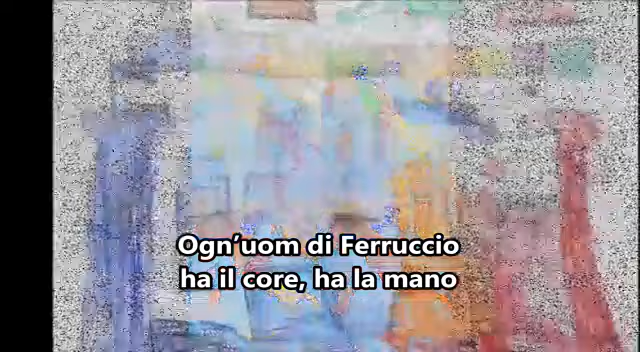 Ogn’uom di Ferruccio
ha il core, ha la mano